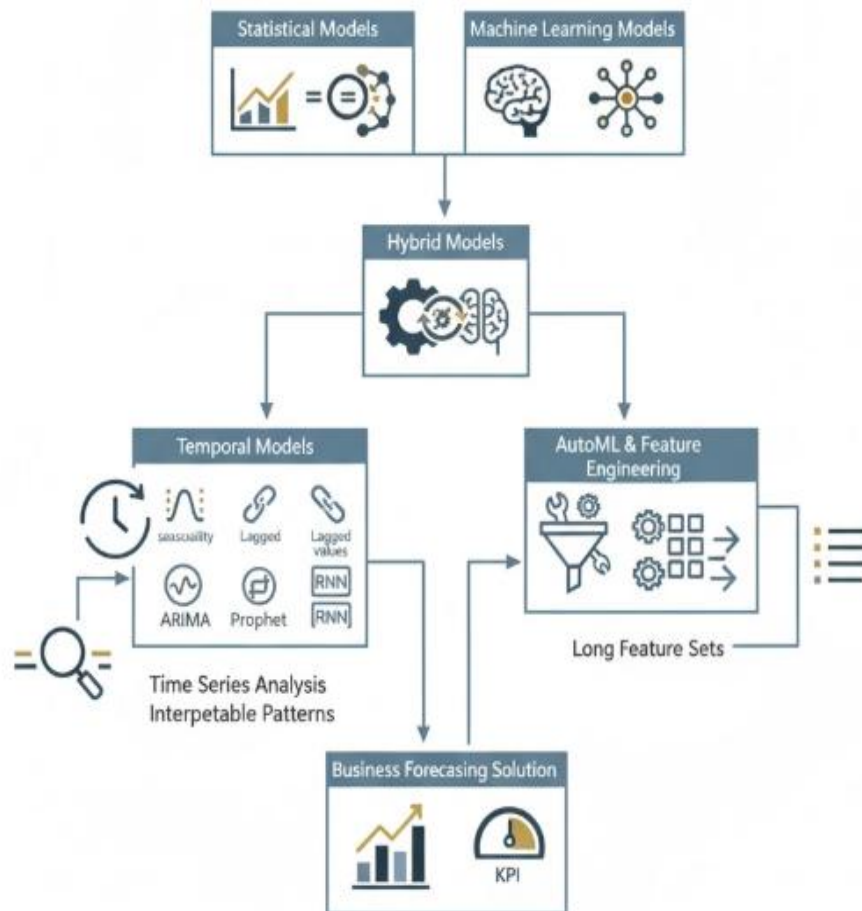 Statistical Models
Machine Learning Models
Hybrid Models
Temporal Models
AutoML & Feature
Engineering
seasuality
Lagged
Lagged
values
RNN
ARIMA
Prophet
[RNN]
Long Feature Sets
Time Series Analysis
Interpetable Patterns
Business Forecasing Solution
KPI